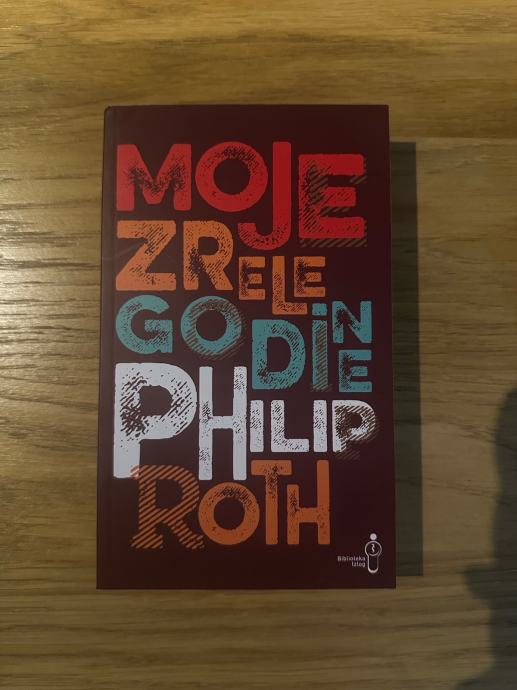 MOJE
ZRELE
GODINE
PHILIP
ROTH
Biblioteka
Izlog